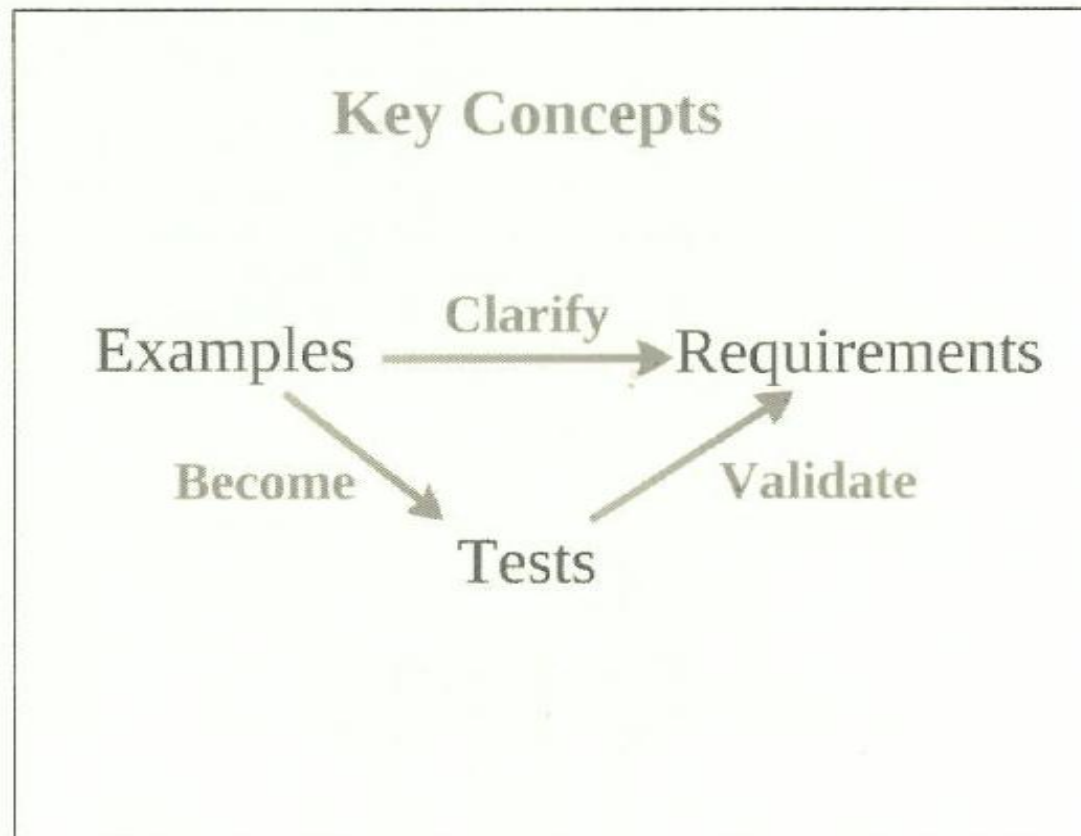 Key Concepts
Clarify
Examples
Requirements
Become
Validate
Tests